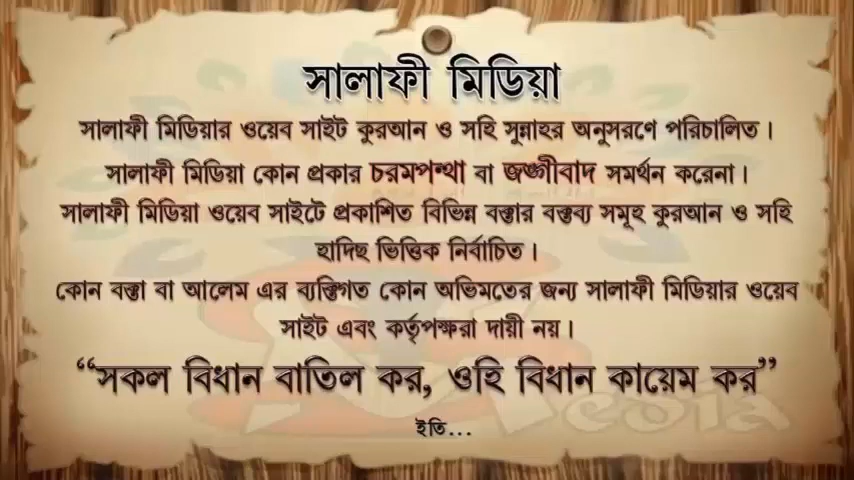 সালাফী মিডিয়া
সালাফী মিডিয়ার ওয়েব সাইট কুরআন ও সহি সুন্নাহর অনুসরণে পরিচালিত।
সালাফী মিডিয়া কোন প্রকার চরমপন্থা বা জঙ্গীবাদ সমর্থন করেনা।
সালাফী মিডিয়া ওয়েব সাইটে প্রকাশিত বিভিন্ন বক্তার বক্তব্য সমূহ কুরআন ও সহি
হাদিছ ভিত্তিক নির্বাচিত।
কোন বক্তা বা আলেম এর ব্যক্তিগত কোন অভিমতের জন্য সালাফী মিডিয়ার ওয়েব
সাইট এবং কর্তৃপক্ষরা দায়ী নয়।
“সকল বিধান বাতিল কর, ওহি বিধান কায়েম কর”
ইতি...